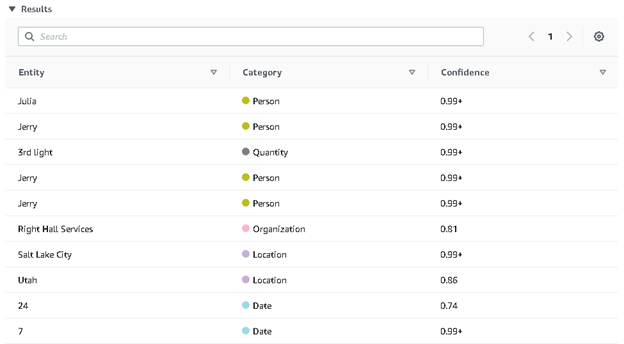 Results
Search
1
Entity Category Confidence
Julia Person 0.99+
Jerry Person 0.99+
3rd light Quantity 0.99+
Jerry Person 0.99+
Jerry Person 0.99+
Right Hall Services Organization 0.81
Salt Lake City Location 0.99+
Utah Location 0.86
24 Date 0.74
7 Date 0.99+